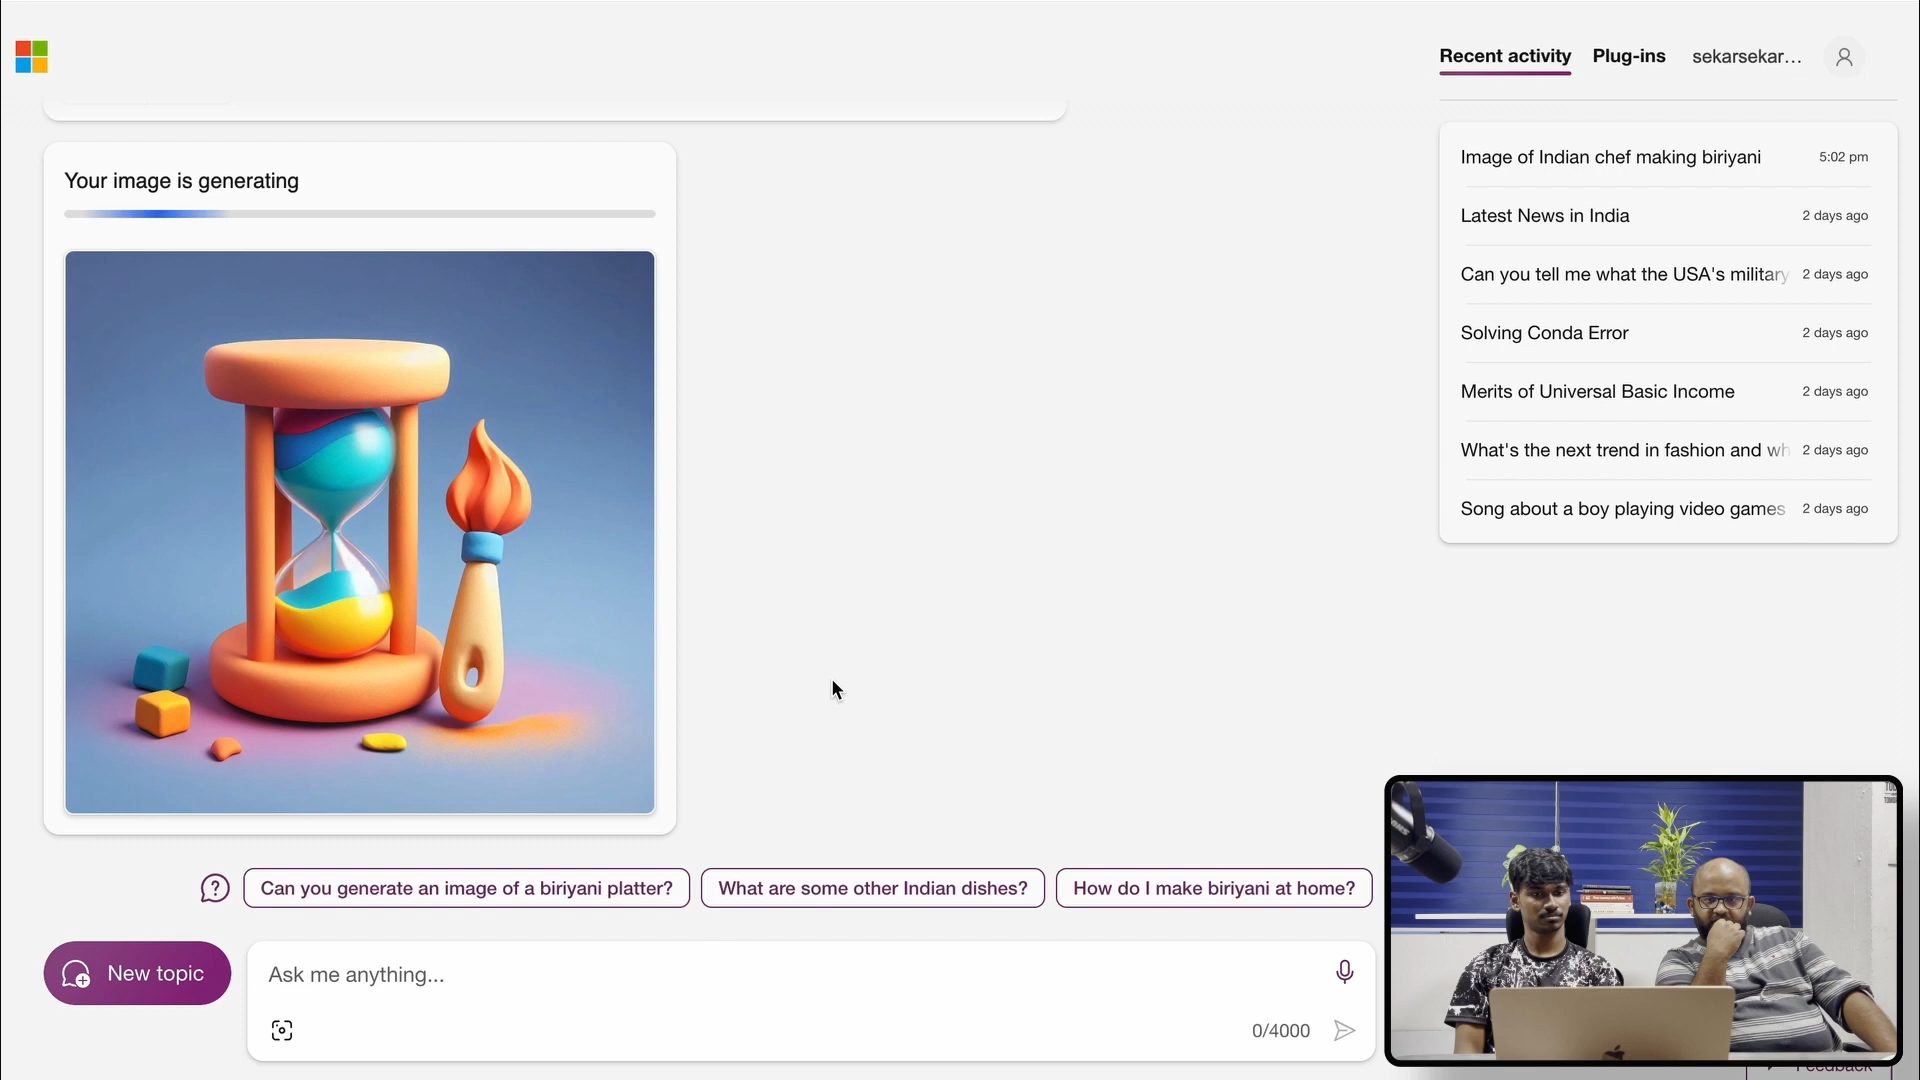 Recent activity
Plug-ins
sekarsekar...
Your image is generating
Image of Indian chef making biriyani
5:02 pm
Latest News in India
2 days ago
Can you tell me what the USA's military
2 days ago
Solving Conda Error
2 days ago
Merits of Universal Basic Income
2 days ago
What's the next trend in fashion and wh
2 days ago
Song about a boy playing video games
2 days ago
Can you generate an image of a biriyani platter?
What are some other Indian dishes?
How do I make biriyani at home?
New topic
Ask me anything...
0/4000
Feedback